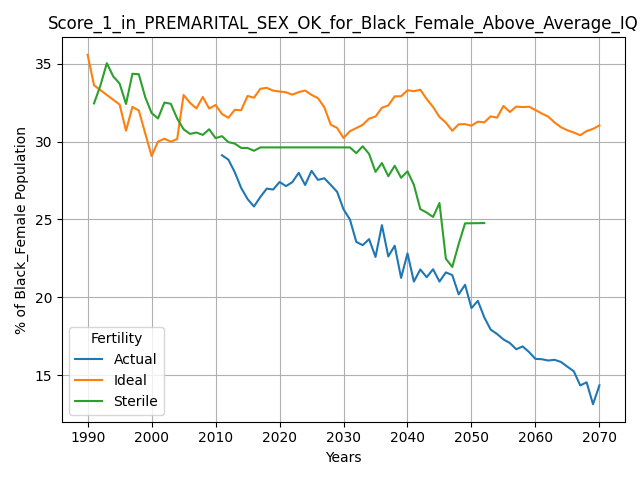 Score_1_in_PREMARITAL_SEX_OK_for_Black_Female_Above_Average_IQ
35
30
25
20
15
% of Black_Female Population
Fertility
Actual
Ideal
Sterile
1990 2000 2010 2020 2030 2040 2050 2060 2070
Years